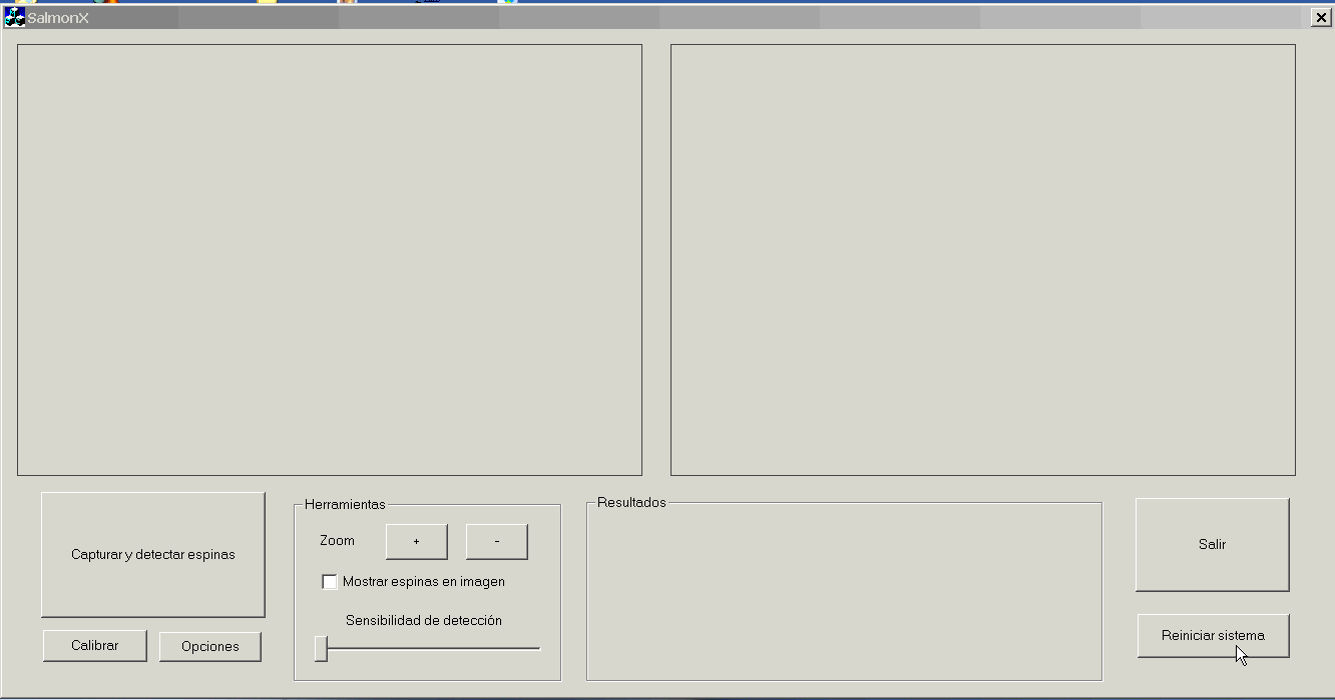 SalmonX
Capturar y detectar espinas
Calibrar
Opciones
Herramientas
Zoom
+
-
Mostrar espinas en imagen
Sensibilidad de detección
Resultados
Salir
Reiniciar sistema